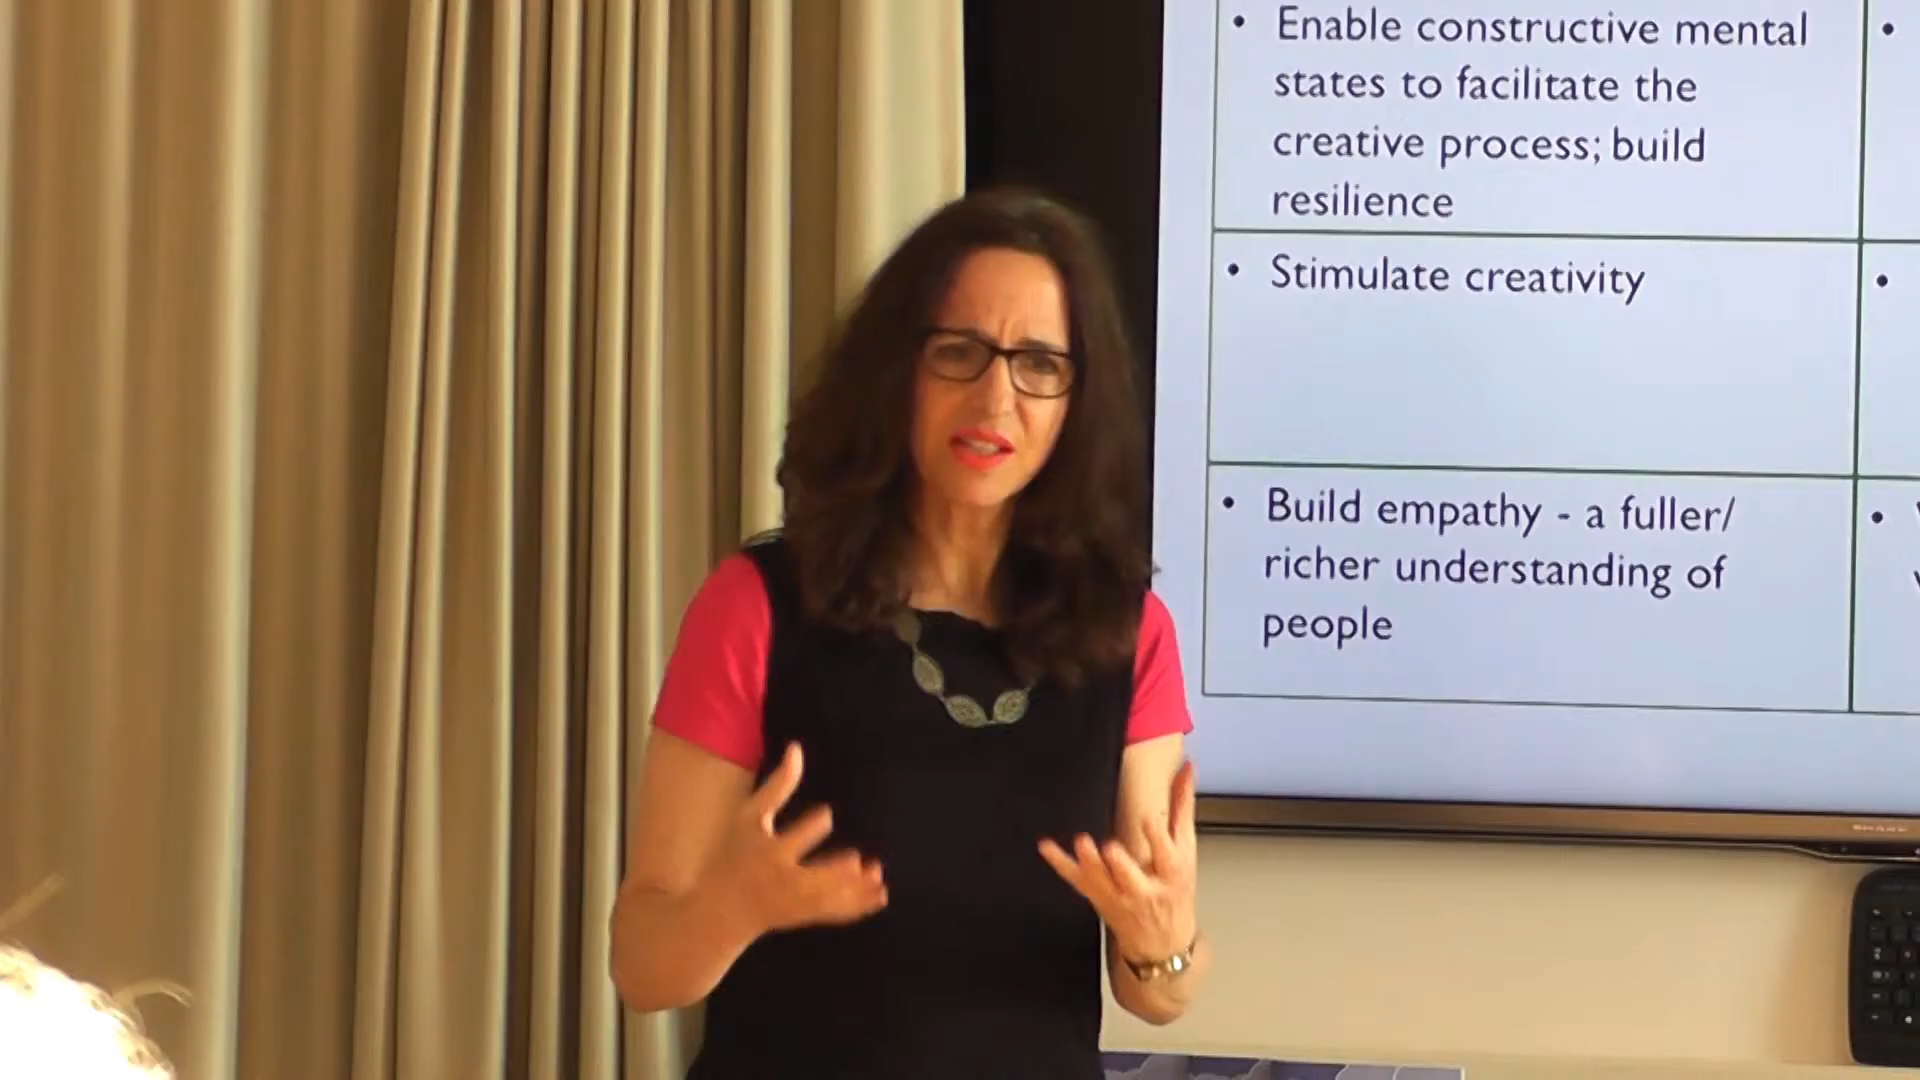 • Enable constructive mental
states to facilitate the
creative process; build
resilience
• Stimulate creativity
• Build empathy - a fuller/
richer understanding of
people
SHARP